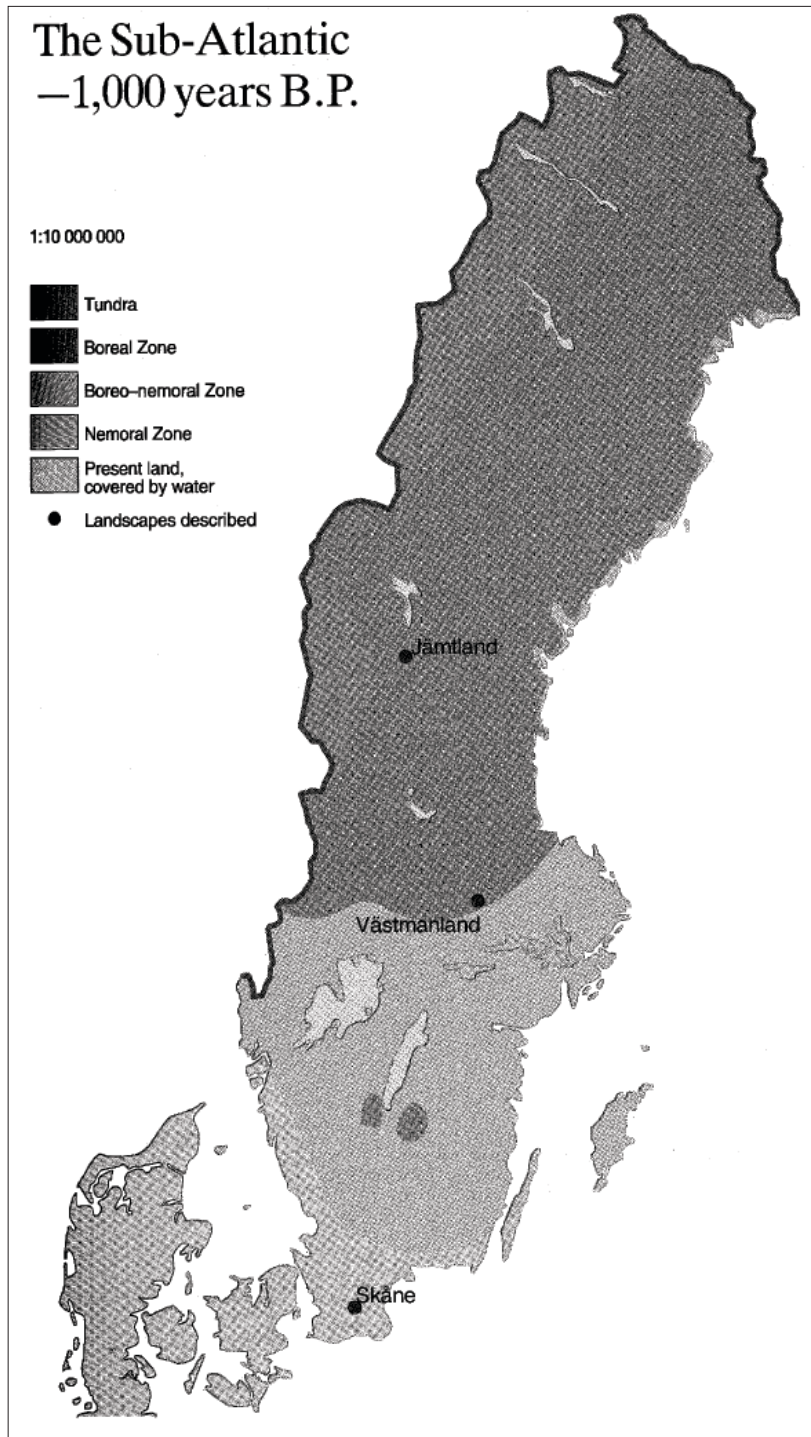 The Sub-Atlantic
—1,000 years B.P.
1:10 000 000
Tundra
Boreal Zone
Boreo–nemoral Zone
Nemoral Zone
Present land,
covered by water
Landscapes described
Jämtland
Västmanland
Skåne